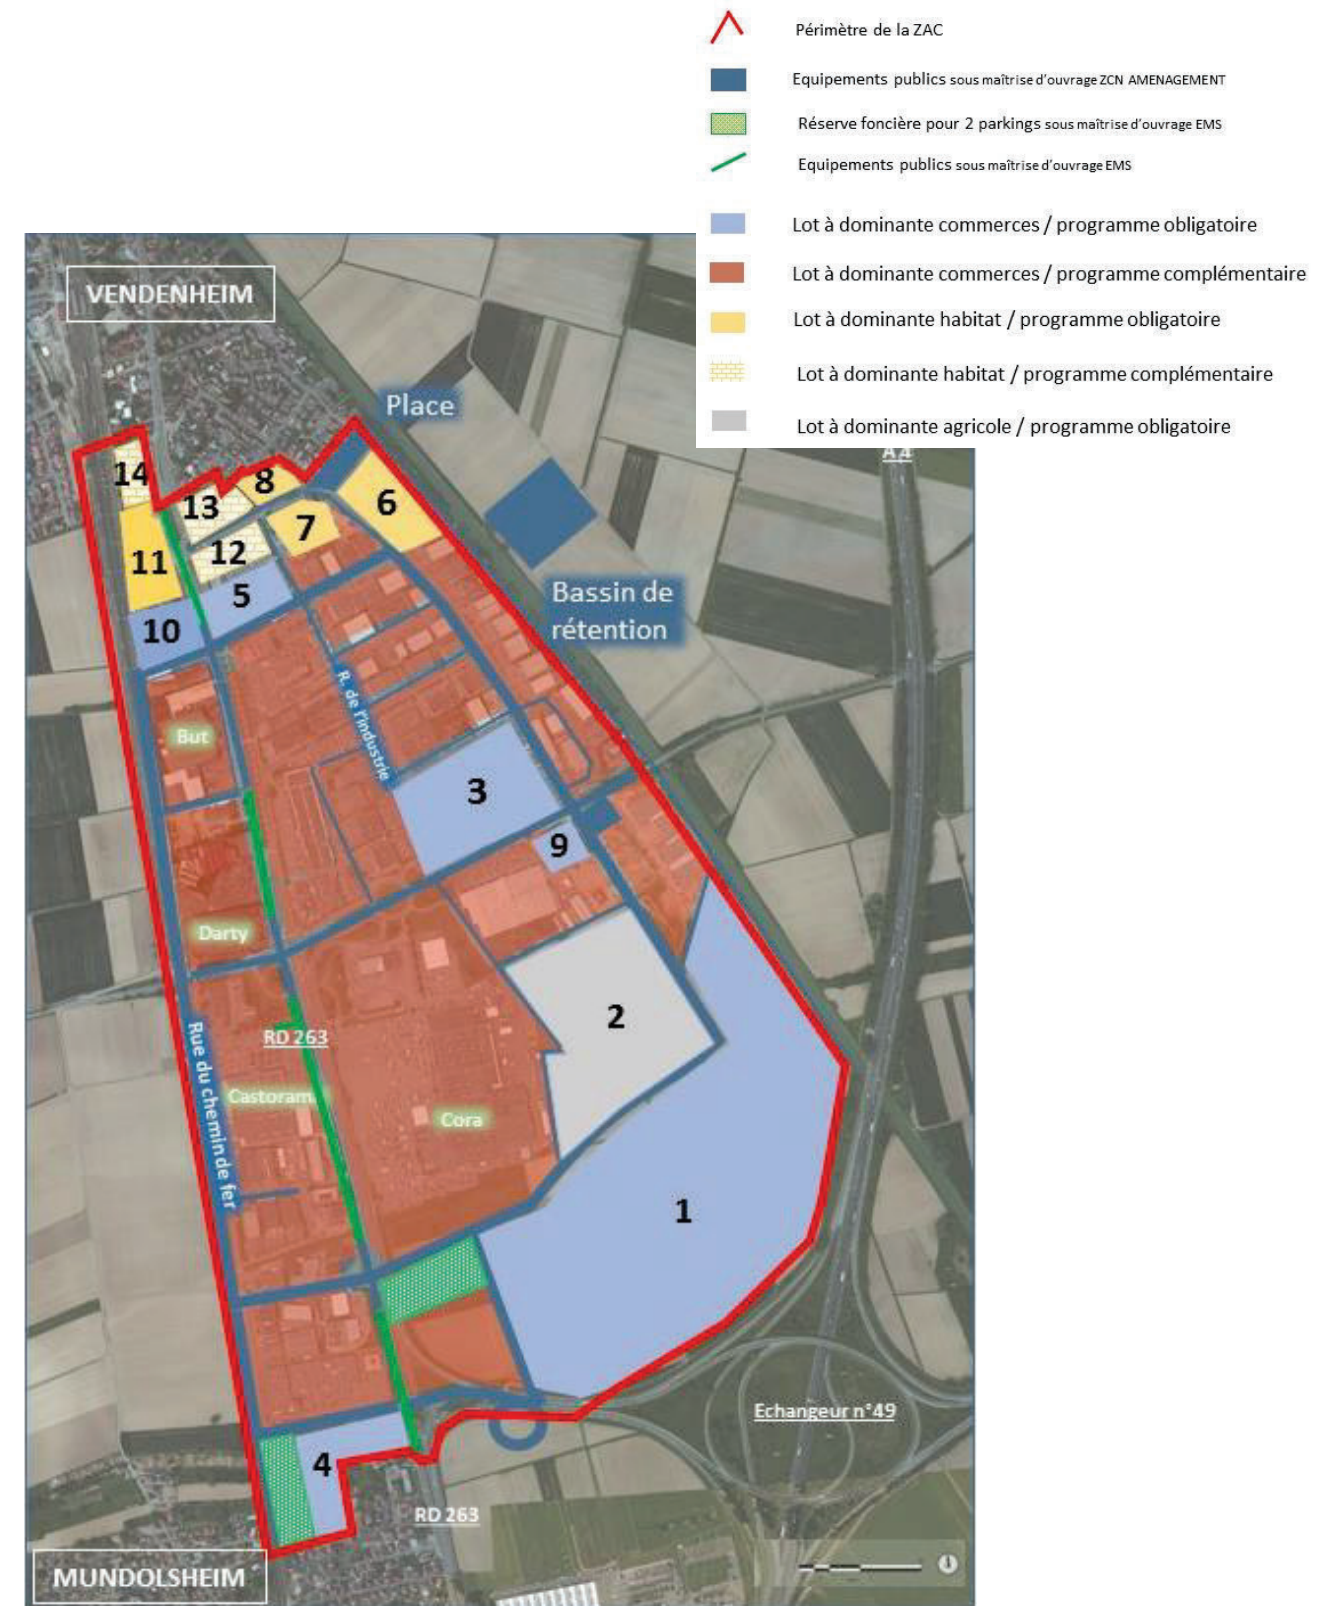 Périmètre de la ZAC
Equipements publics sous maîtrise d'ouvrage ZCN AMENAGEMENT
Réserve foncière pour 2 parkings sous maîtrise d'ouvrage EMS
Equipements publics sous maîtrise d'ouvrage EMS
Lot à dominante commerces / programme obligatoire
Lot à dominante commerces / programme complémentaire
Lot à dominante habitat / programme obligatoire
Lot à dominante habitat / programme complémentaire
Lot à dominante agricole / programme obligatoire
VENDENHEIM
Place
A 4
14
8
13
6
7
12
11
5
10
Bassin de
rétention
R. de l'industrie
But
3
9
Darty
2
RD 263
Rue du chemin de fer
Castorama
Cora
1
Echangeur n°49
4
RD 263
MUNDOLSHEIM